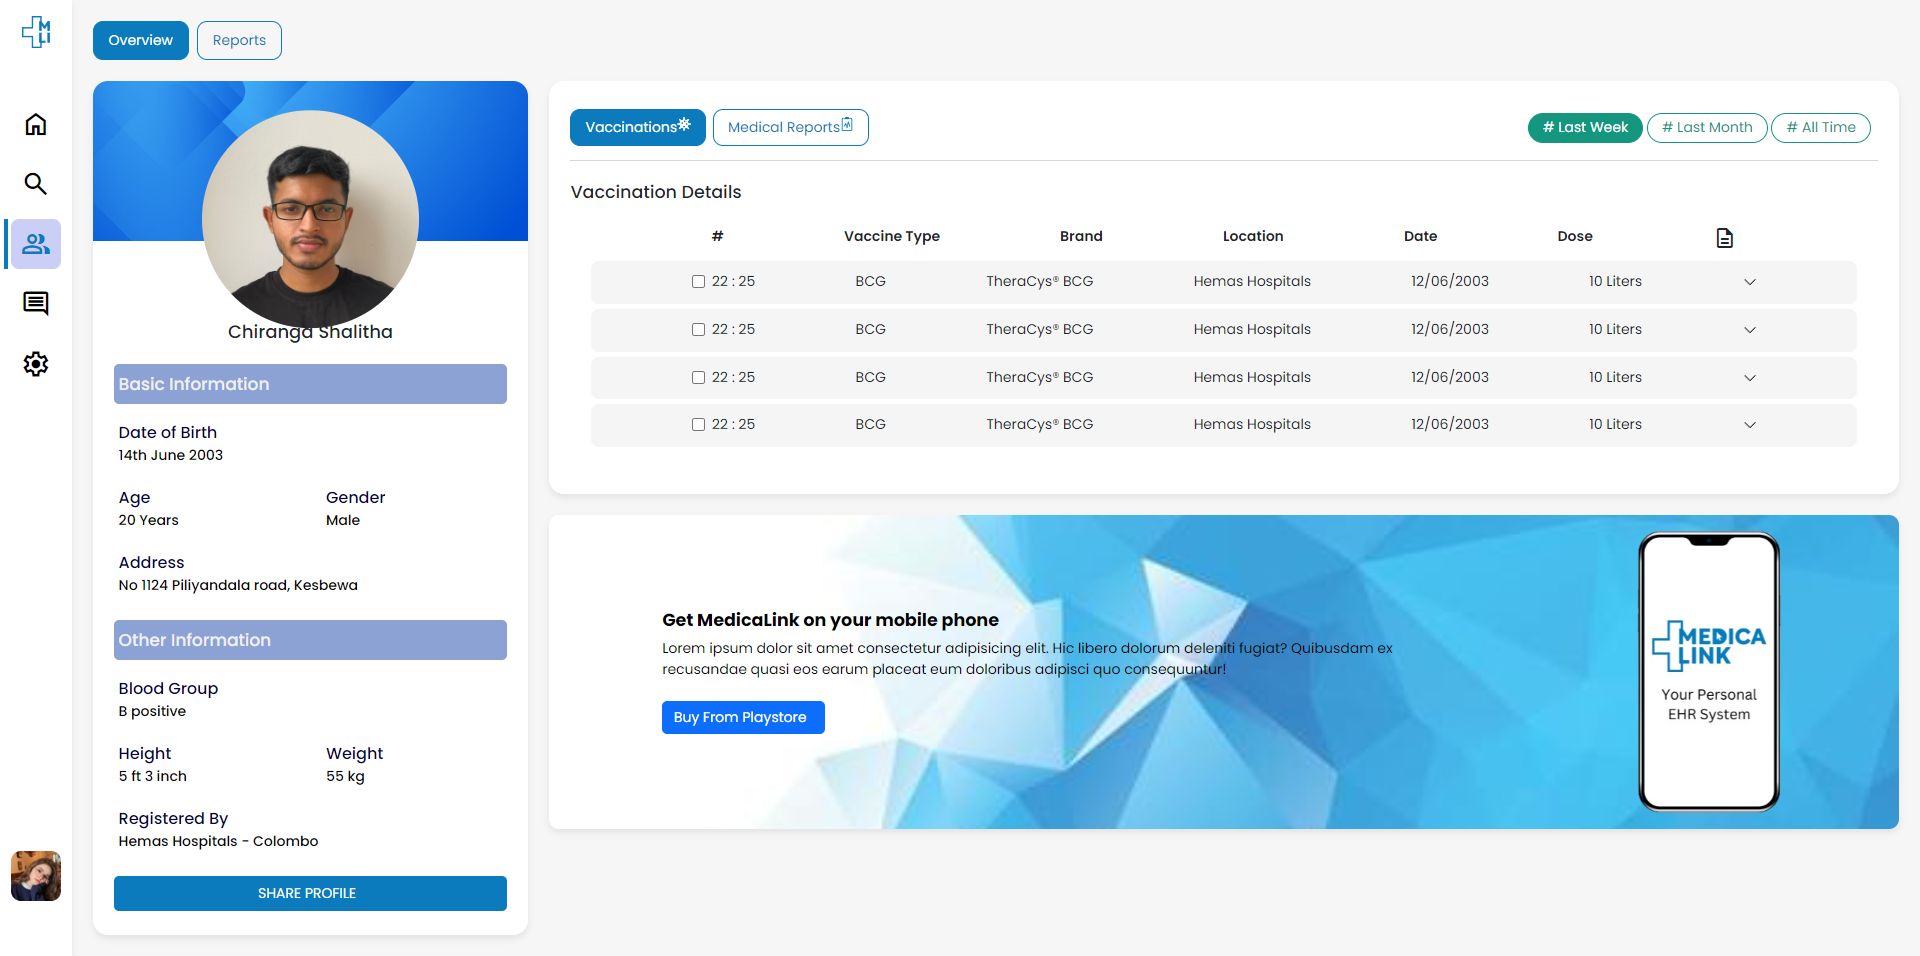 M
LI
Overview
Reports
Chiranga Shalitha
Basic Information
Date of Birth
14th June 2003
Age
Gender
20 Years
Male
Address
No 1124 Piliyandala road, Kesbewa
Other Information
Blood Group
B positive
Height
Weight
5 ft 3 inch
55 kg
Registered By
Hemas Hospitals - Colombo
SHARE PROFILE
Vaccinations
Medical Reports
# Last Week
# Last Month
# All Time
Vaccination Details
# Vaccine Type Brand Location Date Dose
22 : 25 BCG TheraCys® BCG Hemas Hospitals 12/06/2003 10 Liters
22 : 25 BCG TheraCys® BCG Hemas Hospitals 12/06/2003 10 Liters
22 : 25 BCG TheraCys® BCG Hemas Hospitals 12/06/2003 10 Liters
22 : 25 BCG TheraCys® BCG Hemas Hospitals 12/06/2003 10 Liters
Get MedicaLink on your mobile phone
Lorem ipsum dolor sit amet consectetur adipisicing elit. Hic libero dolorum deleniti fugiat? Quibusdam ex
recusandae quasi eos earum placeat eum doloribus adipisci quo consequuntur!
Buy From Playstore
MEDICA
LINK
Your Personal
EHR System